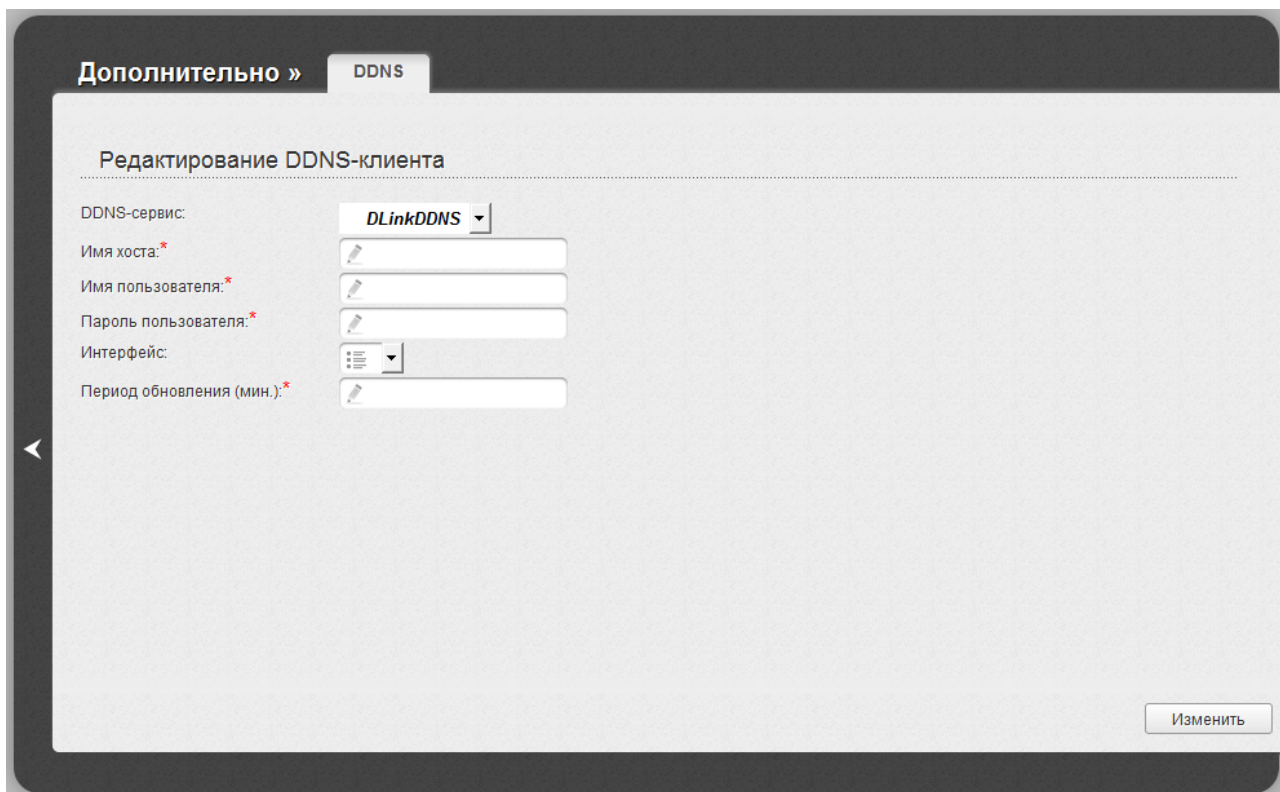 Дополнительно » DDNS
Редактирование DDNS-клиента
DDNS-сервис: DLinkDDNS
Имя хоста:*
Имя пользователя:*
Пароль пользователя:*
Интерфейс:
Период обновления (мин.):*
Изменить